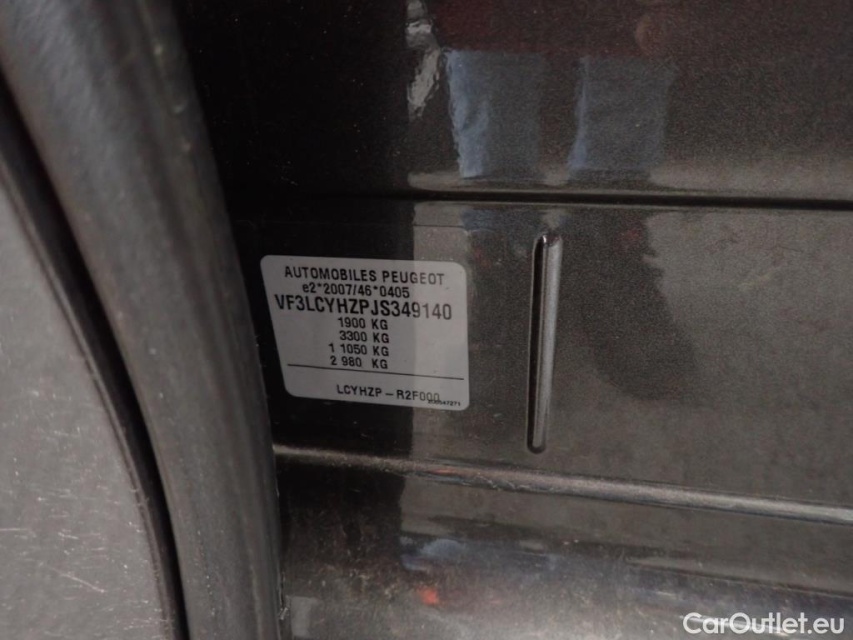 AUTOMOBILES PEUGEOT
e2*2007/46*0405
VF3LCYHZPJS349140
1900 KG
3300 KG
1 1050 KG
2 980 KG
LCYHZP - R2F000
CarOutlet.eu